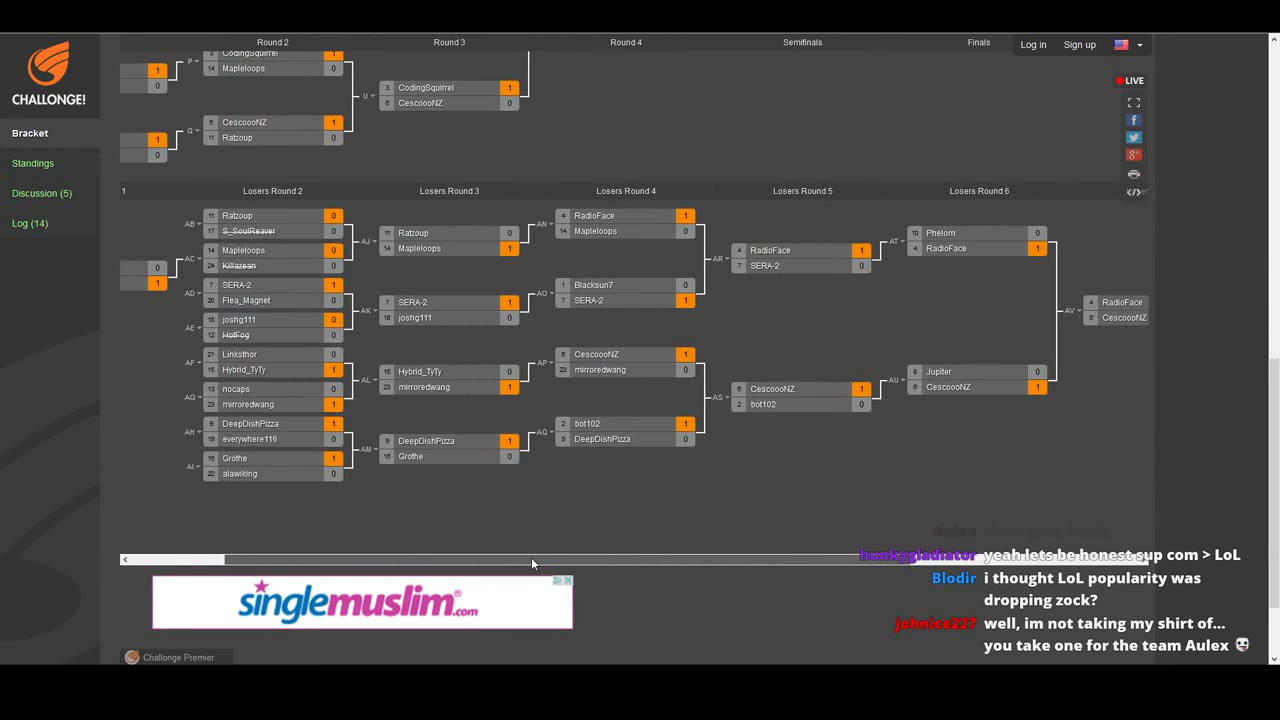 Round 2 Round 3 Round 4 Semifinals Finals
Log in Sign up
CHALLONGE!
Bracket
Standings
Discussion (5)
Log (14)
LIVE
1
0
P
CodingSquirrel 1
14 Mapleloops 0
U
3 CodingSquirrel 1
6 CescoooNZ 0
1
0
Q
6 CescoooNZ 1
11 Ratzoup 0
1 Losers Round 2 Losers Round 3 Losers Round 4 Losers Round 5 Losers Round 6
0
1
AB
11 Ratzoup 0
17 S_SoulReaver 0
AC
14 Mapleloops 0
24 Killazean 0
AD
7 SERA-2 1
20 Flea_Magnet 0
AE
18 joshg111 0
12 HotFog 0
AF
21 Linksthor 0
15 Hybrid_TyTy 1
AG
13 nocaps 0
23 mirroredwang 1
AH
9 DeepDishPizza 1
19 everywhere116 0
AI
16 Grothe 1
22 alawiking 0
AJ
11 Ratzoup 0
14 Mapleloops 1
AK
7 SERA-2 1
18 joshg111 0
AL
15 Hybrid_TyTy 0
23 mirroredwang 1
AM
9 DeepDishPizza 1
16 Grothe 0
AN
4 RadioFace 1
14 Mapleloops 0
AO
1 Blacksun7 0
7 SERA-2 1
AP
6 CescoooNZ 1
23 mirroredwang 0
AQ
2 bot102 1
9 DeepDishPizza 0
AR
4 RadioFace 1
7 SERA-2 0
AS
6 CescoooNZ 1
2 bot102 0
AT
10 Phelom 0
4 RadioFace 1
AU
8 Jupiter 0
6 CescoooNZ 1
AV
4 RadioFace
6 CescoooNZ
singlemuslim.com
Challonge Premier
hunkygladiator yeah lets be honest sup com > LoL
Blodir i thought LoL popularity was
dropping zock?
johnice227 well, im not taking my shirt of...
you take one for the team Aulex